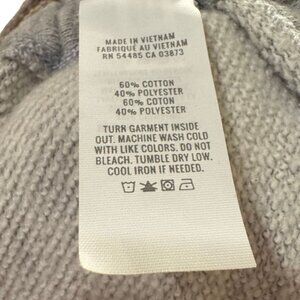 MADE IN VIETNAM
FABRIQUÉ AU VIETNAM
RN 54485 CA 03873
60% COTTON
40% POLYESTER
60% COTON
40% POLYESTER
TURN GARMENT INSIDE
OUT. MACHINE WASH COLD
WITH LIKE COLORS. DO NOT
BLEACH. TUMBLE DRY LOW.
COOL IRON IF NEEDED.